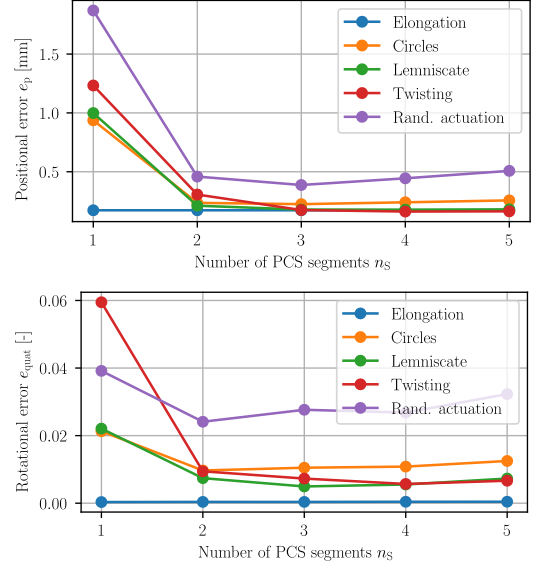 Positional error eₚ [mm]
1.5
1.0
0.5
Elongation
Circles
Lemniscate
Twisting
Rand. actuation
1 2 3 4 5
Number of PCS segments n_S
Rotational error e_quat [-]
0.06
0.04
0.02
0.00
Elongation
Circles
Lemniscate
Twisting
Rand. actuation
1 2 3 4 5
Number of PCS segments n_S